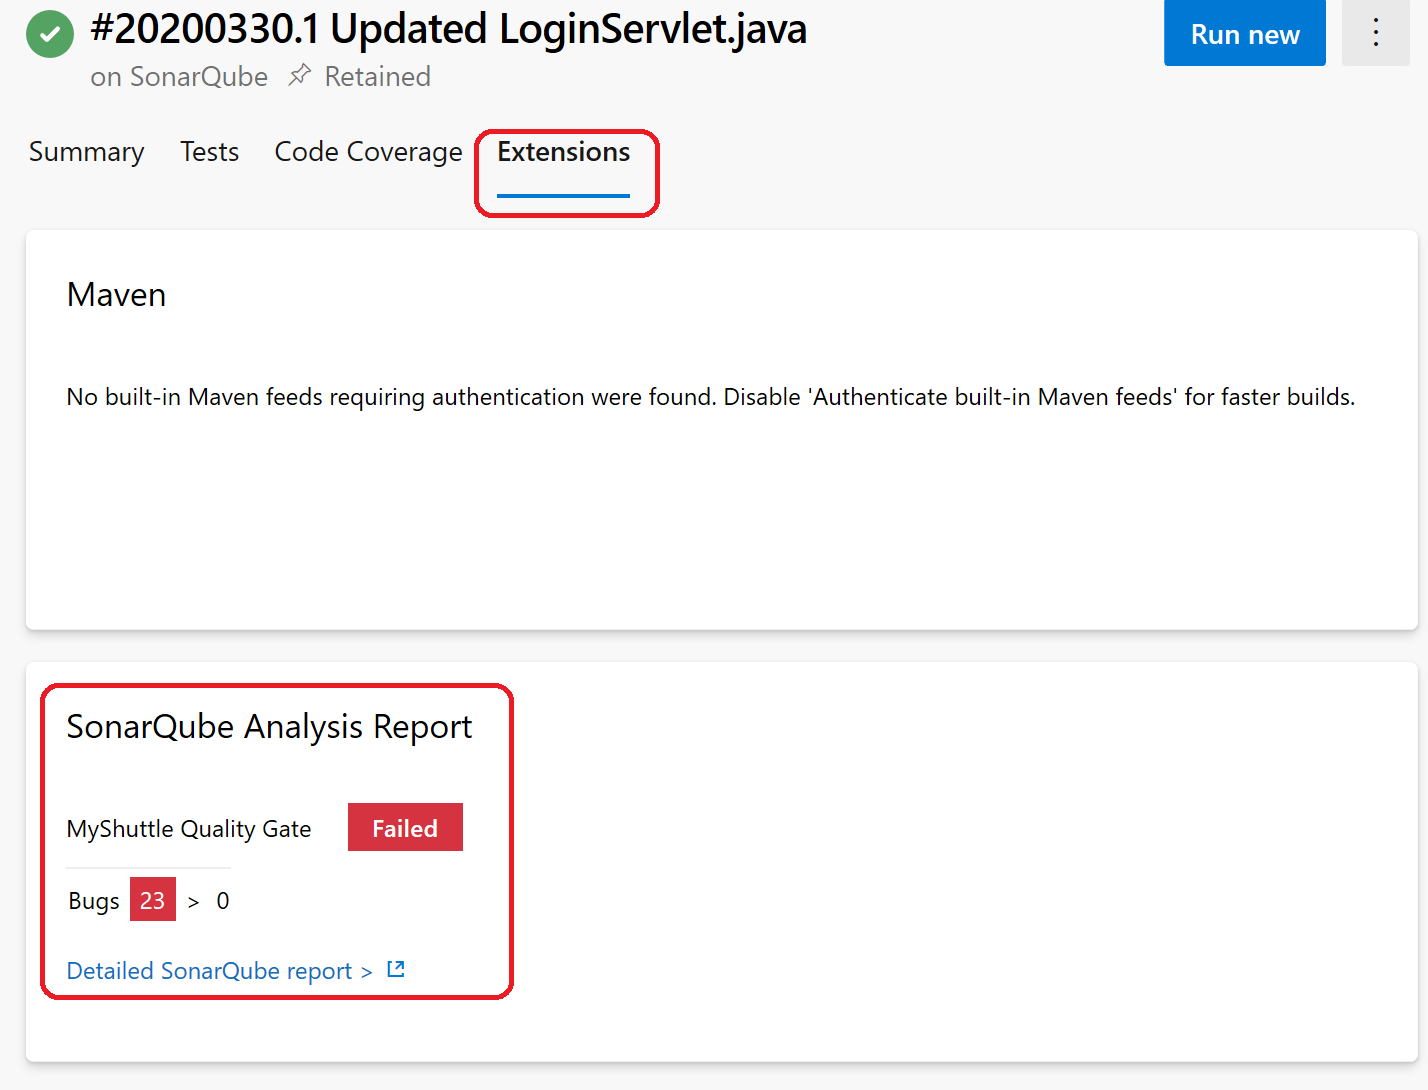 #20200330.1 Updated LoginServlet.java
on SonarQube Retained
Run new
Summary Tests Code Coverage Extensions
Maven
No built-in Maven feeds requiring authentication were found. Disable 'Authenticate built-in Maven feeds' for faster builds.
SonarQube Analysis Report
MyShuttle Quality Gate Failed
Bugs 23 > 0
Detailed SonarQube report >